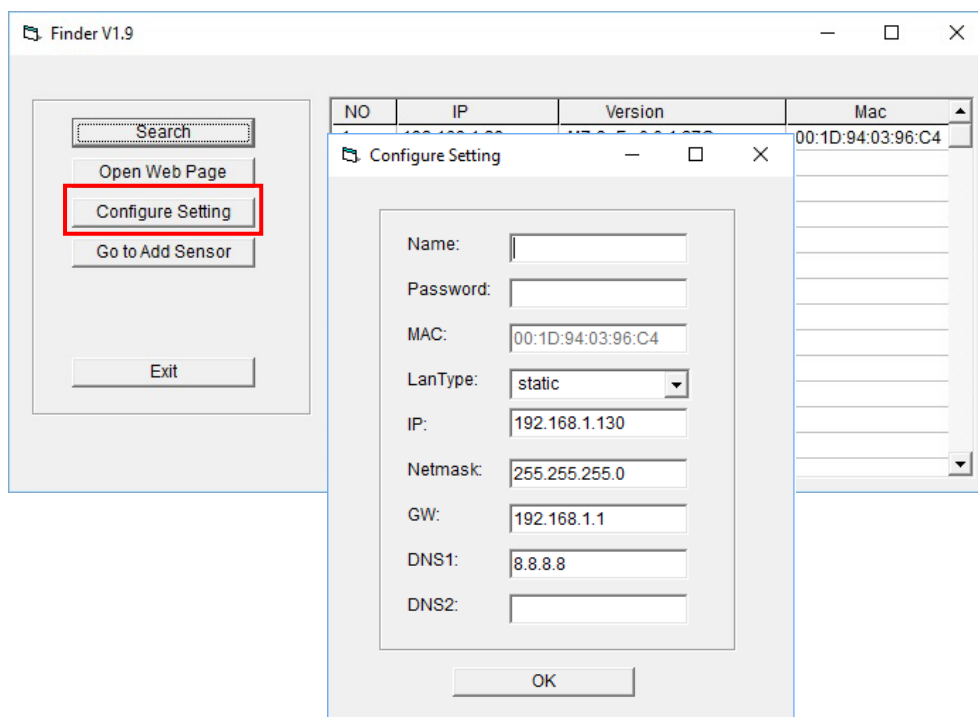 Finder V1.9
NO IP Version Mac
Search
00:1D:94:03:96:C4
Open Web Page
Configure Setting
Go to Add Sensor
Exit
Configure Setting
Name:
Password:
MAC: 00:1D:94:03:96:C4
LanType: static
IP: 192.168.1.130
Netmask: 255.255.255.0
GW: 192.168.1.1
DNS1: 8.8.8.8
DNS2:
OK